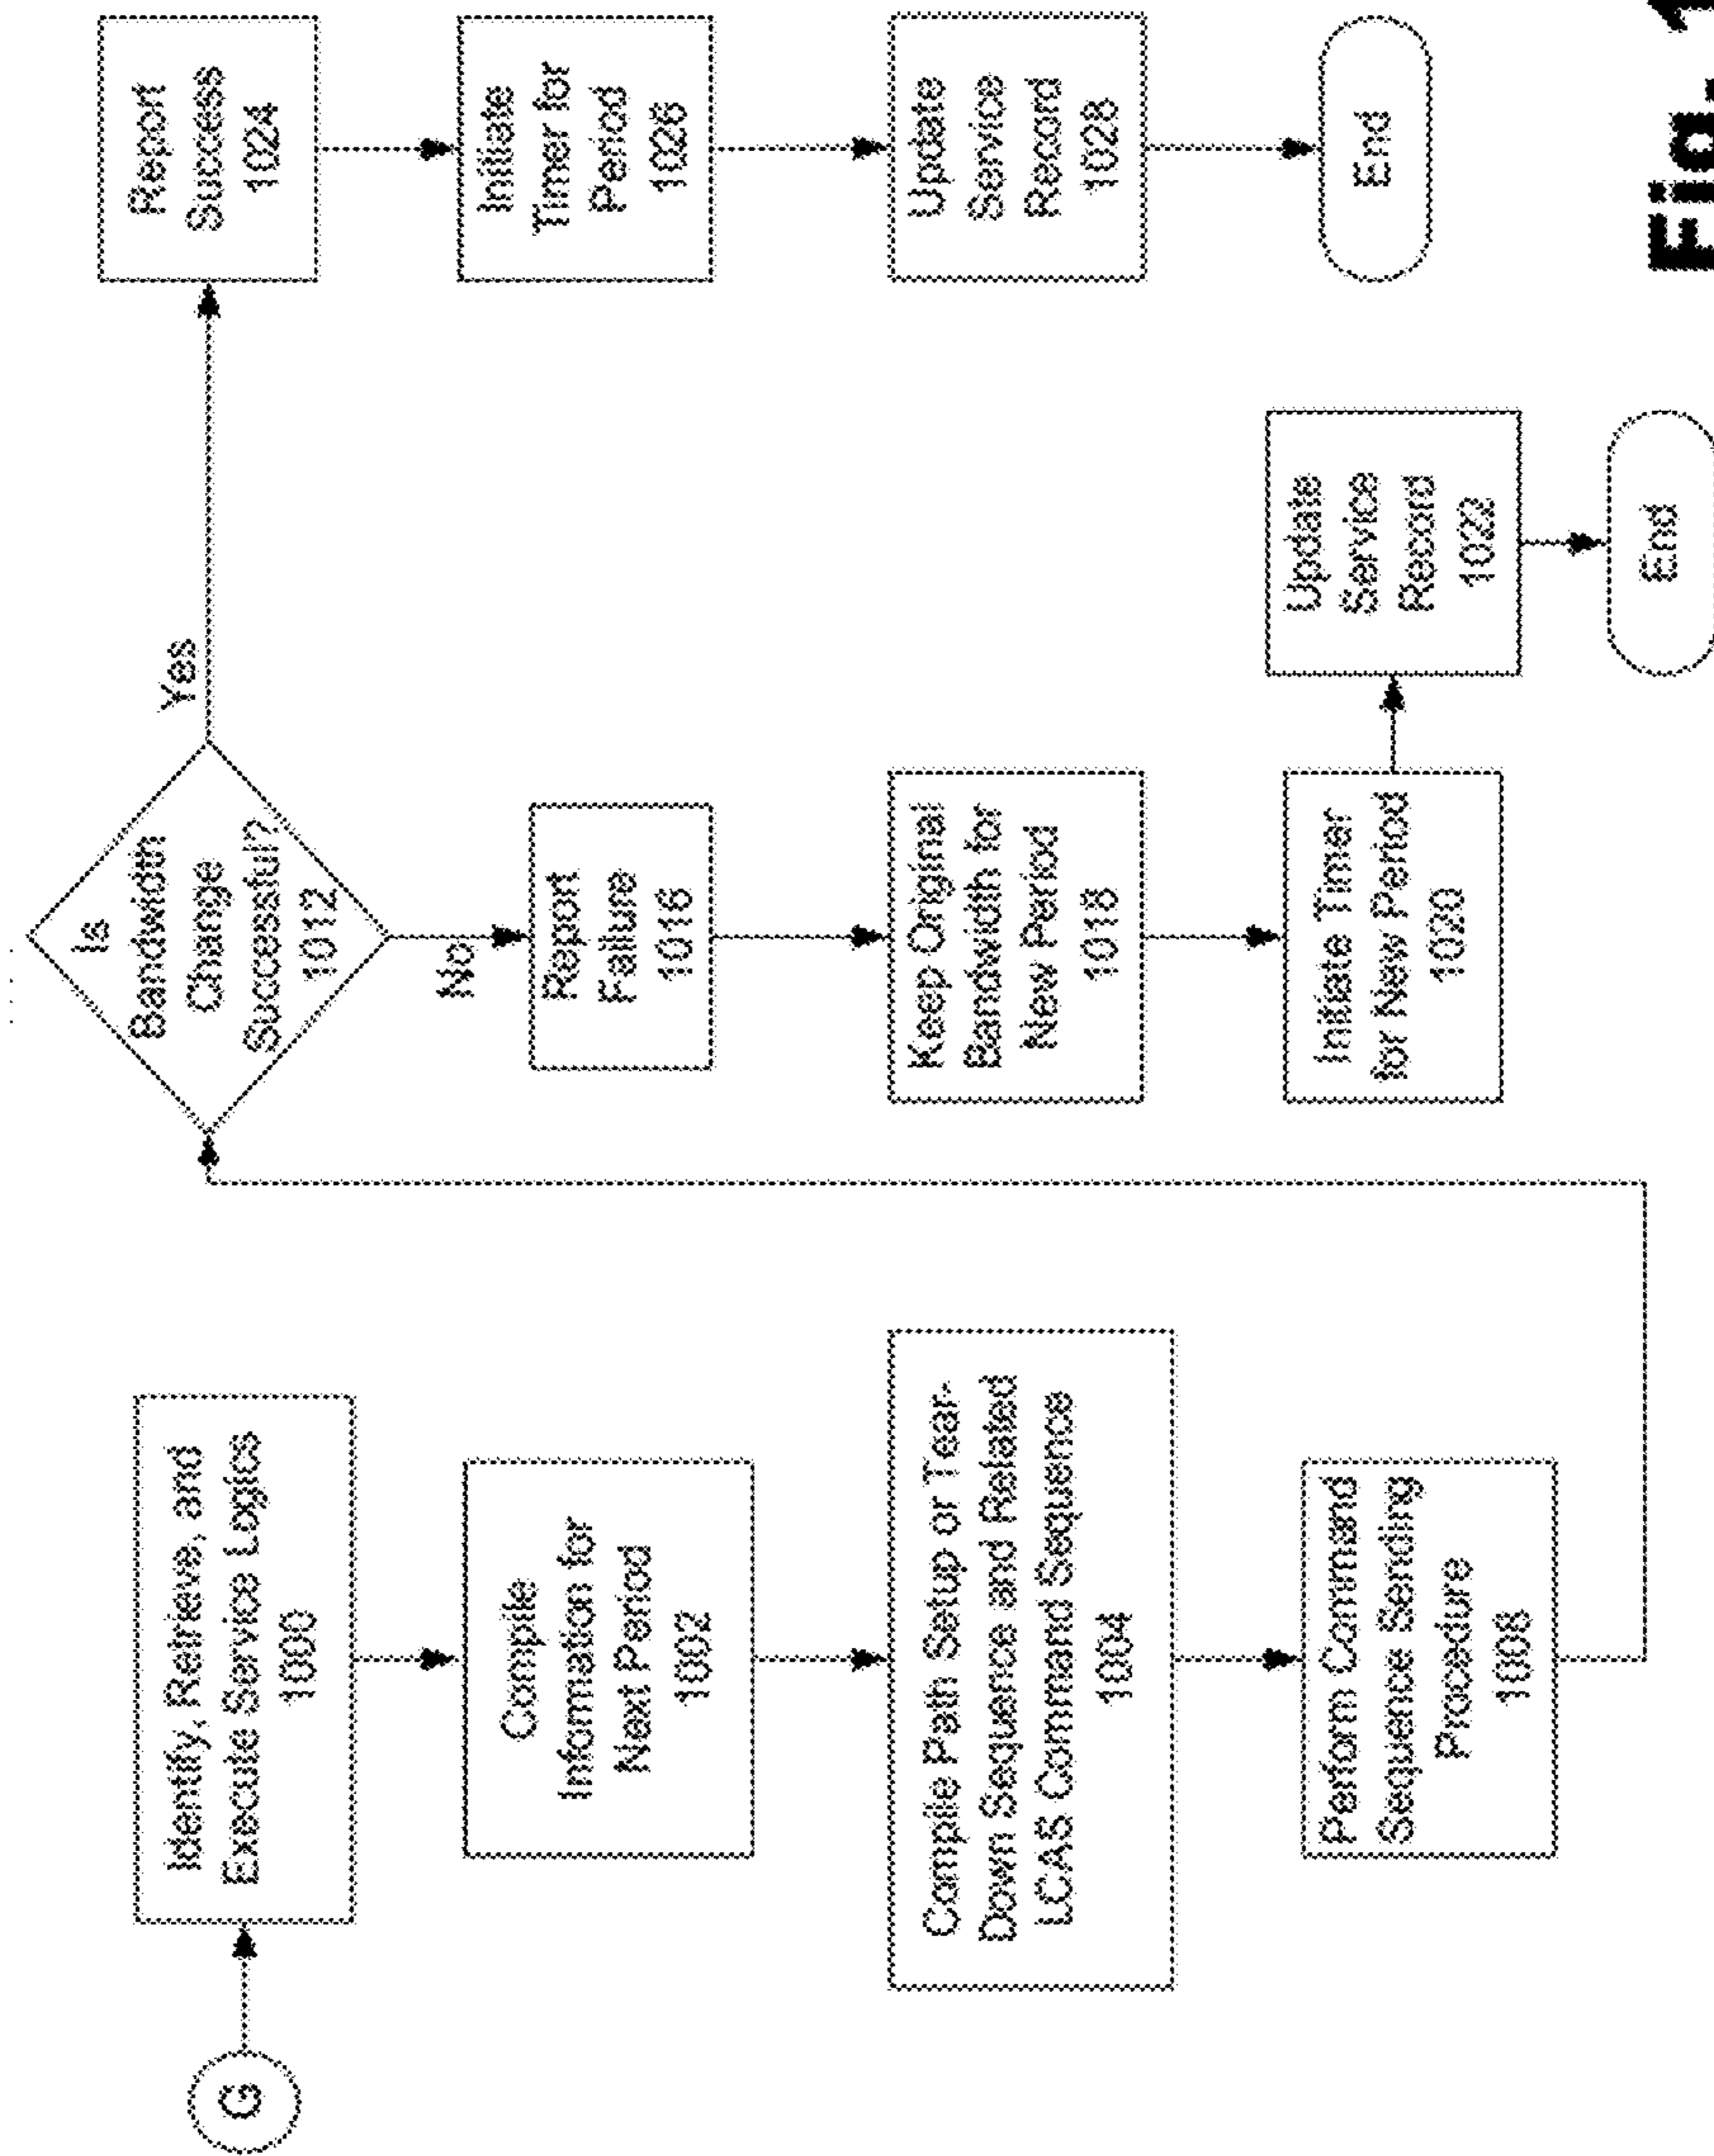 G
Identify, Retrieve, and
Execute Service Logics
1000
Compile
Information for
Next Period
1002
Compile Path Setup or Tear-
Down Sequence and Related
LCAS Command Sequence
1004
Perform Command
Sequence Sending
Procedure
1008
Is
Bandwidth
Change
Successful?
1012
Yes
No
Report
Failure
1016
Keep Original
Bandwidth for
New Period
1018
Initiate Timer
for New Period
1020
Update
Service
Record
1022
End
Report
Success
1024
Initiate
Timer for
Period
1026
Update
Service
Record
1028
End
Fig.